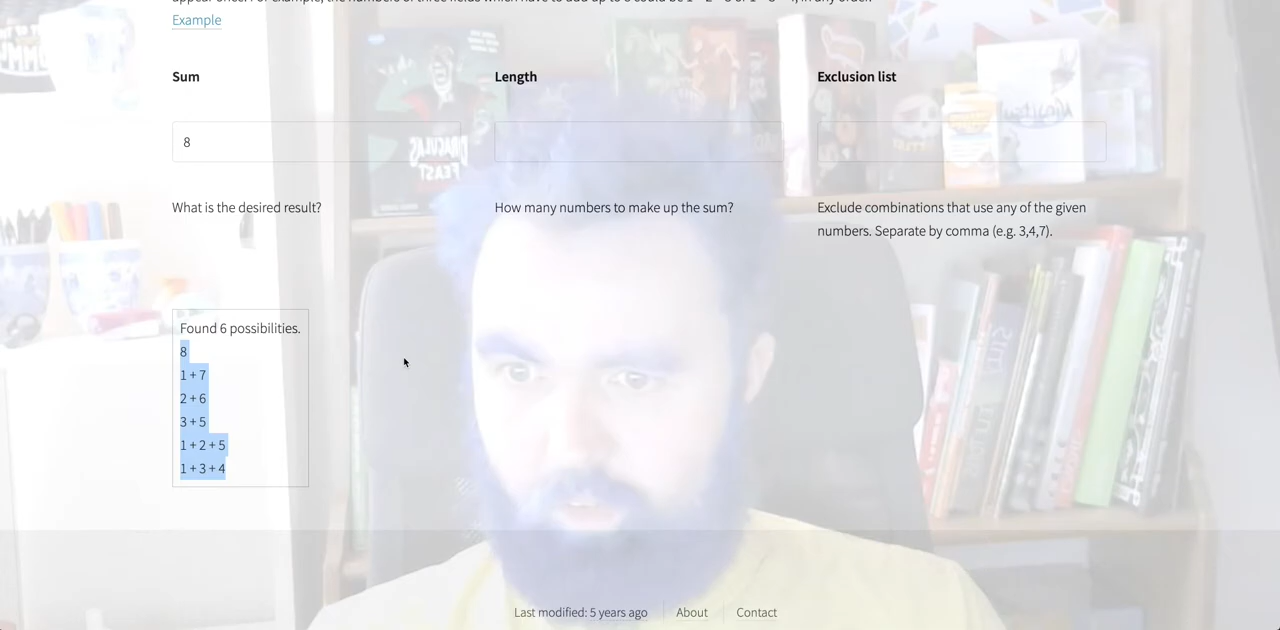 Example
Sum
Length
Exclusion list
8
What is the desired result?
How many numbers to make up the sum?
Exclude combinations that use any of the given
numbers. Separate by comma (e.g. 3,4,7).
Found 6 possibilities.
8
1 + 7
2 + 6
3 + 5
1 + 2 + 5
1 + 3 + 4
Last modified: 5 years ago
About
Contact
DRACULA'S
FEAST